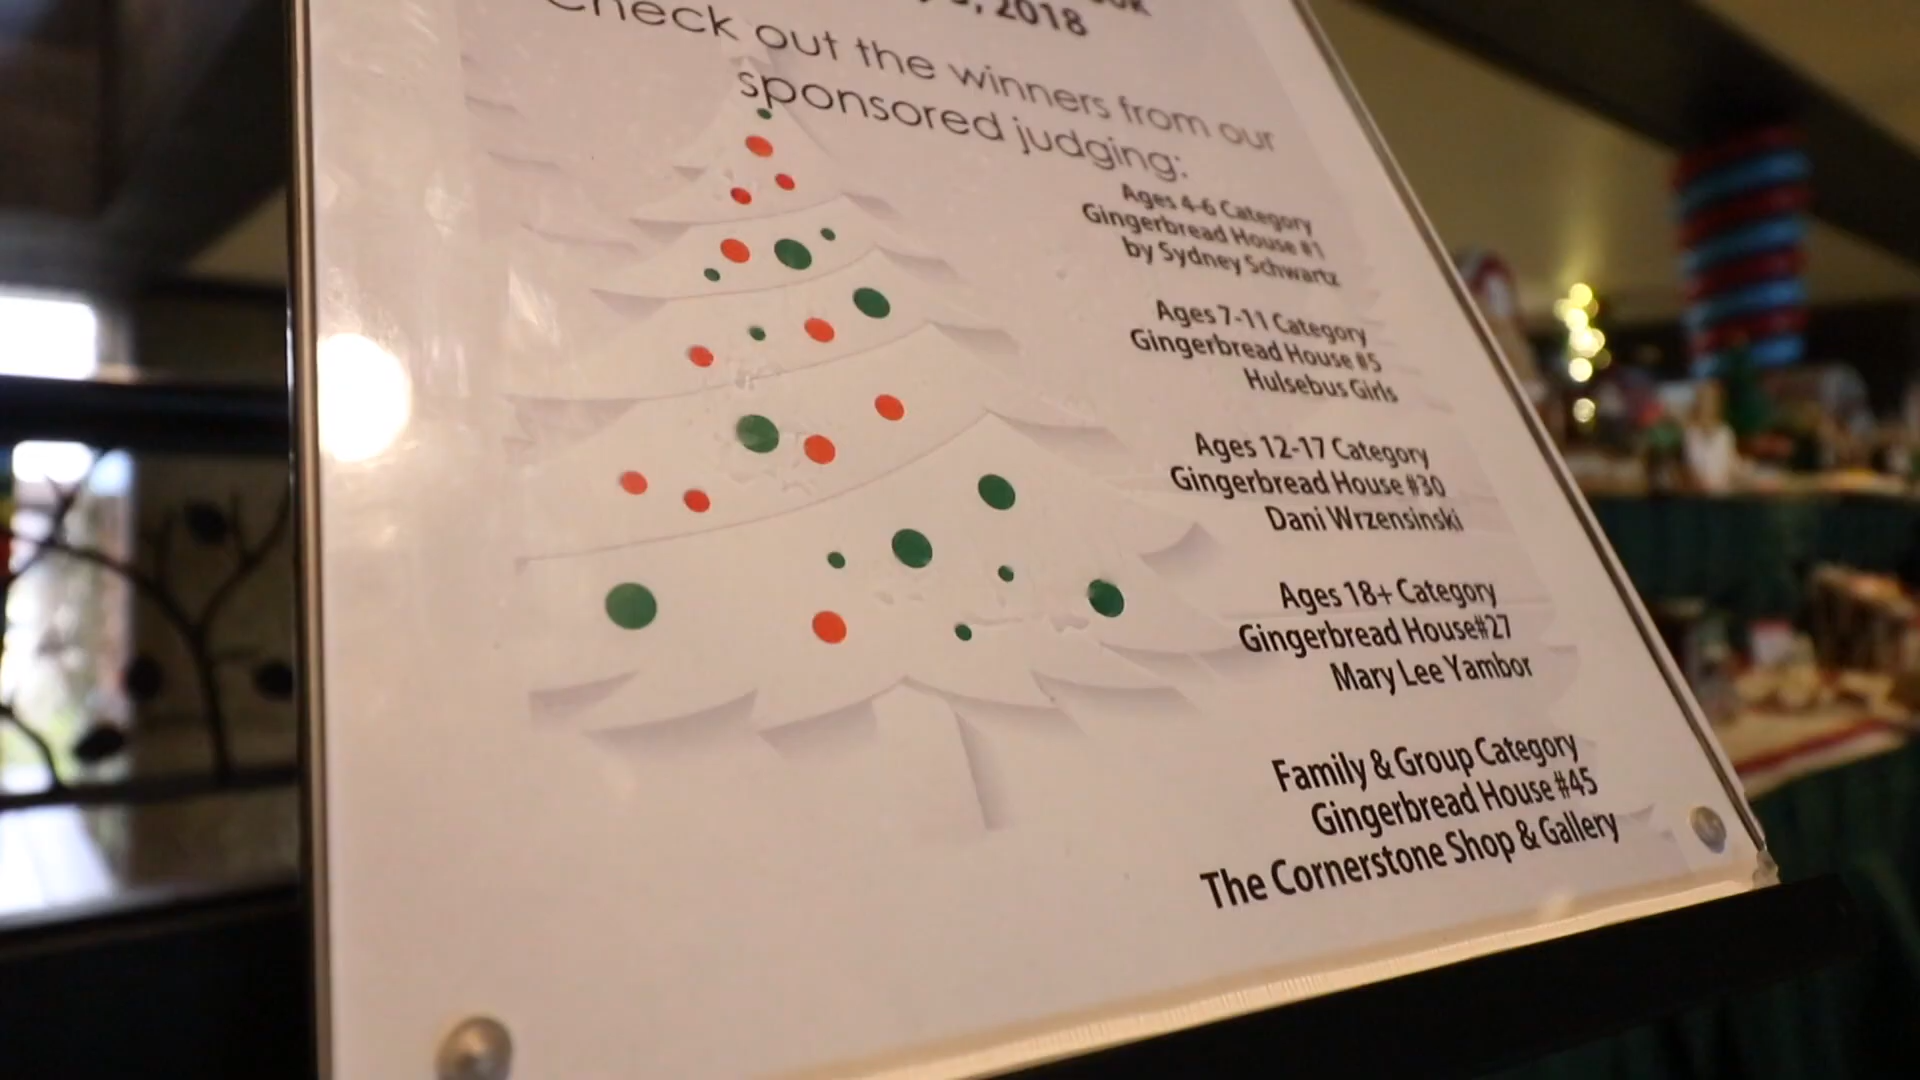 2018
Check out the winners from our
sponsored judging:
Ages 4-6 Category
Gingerbread House #1
by Sydney Schwartz
Ages 7-11 Category
Gingerbread House #5
Hulsebus Girls
Ages 12-17 Category
Gingerbread House #30
Dani Wrzensinski
Ages 18+ Category
Gingerbread House#27
Mary Lee Yambor
Family & Group Category
Gingerbread House #45
The Cornerstone Shop & Gallery